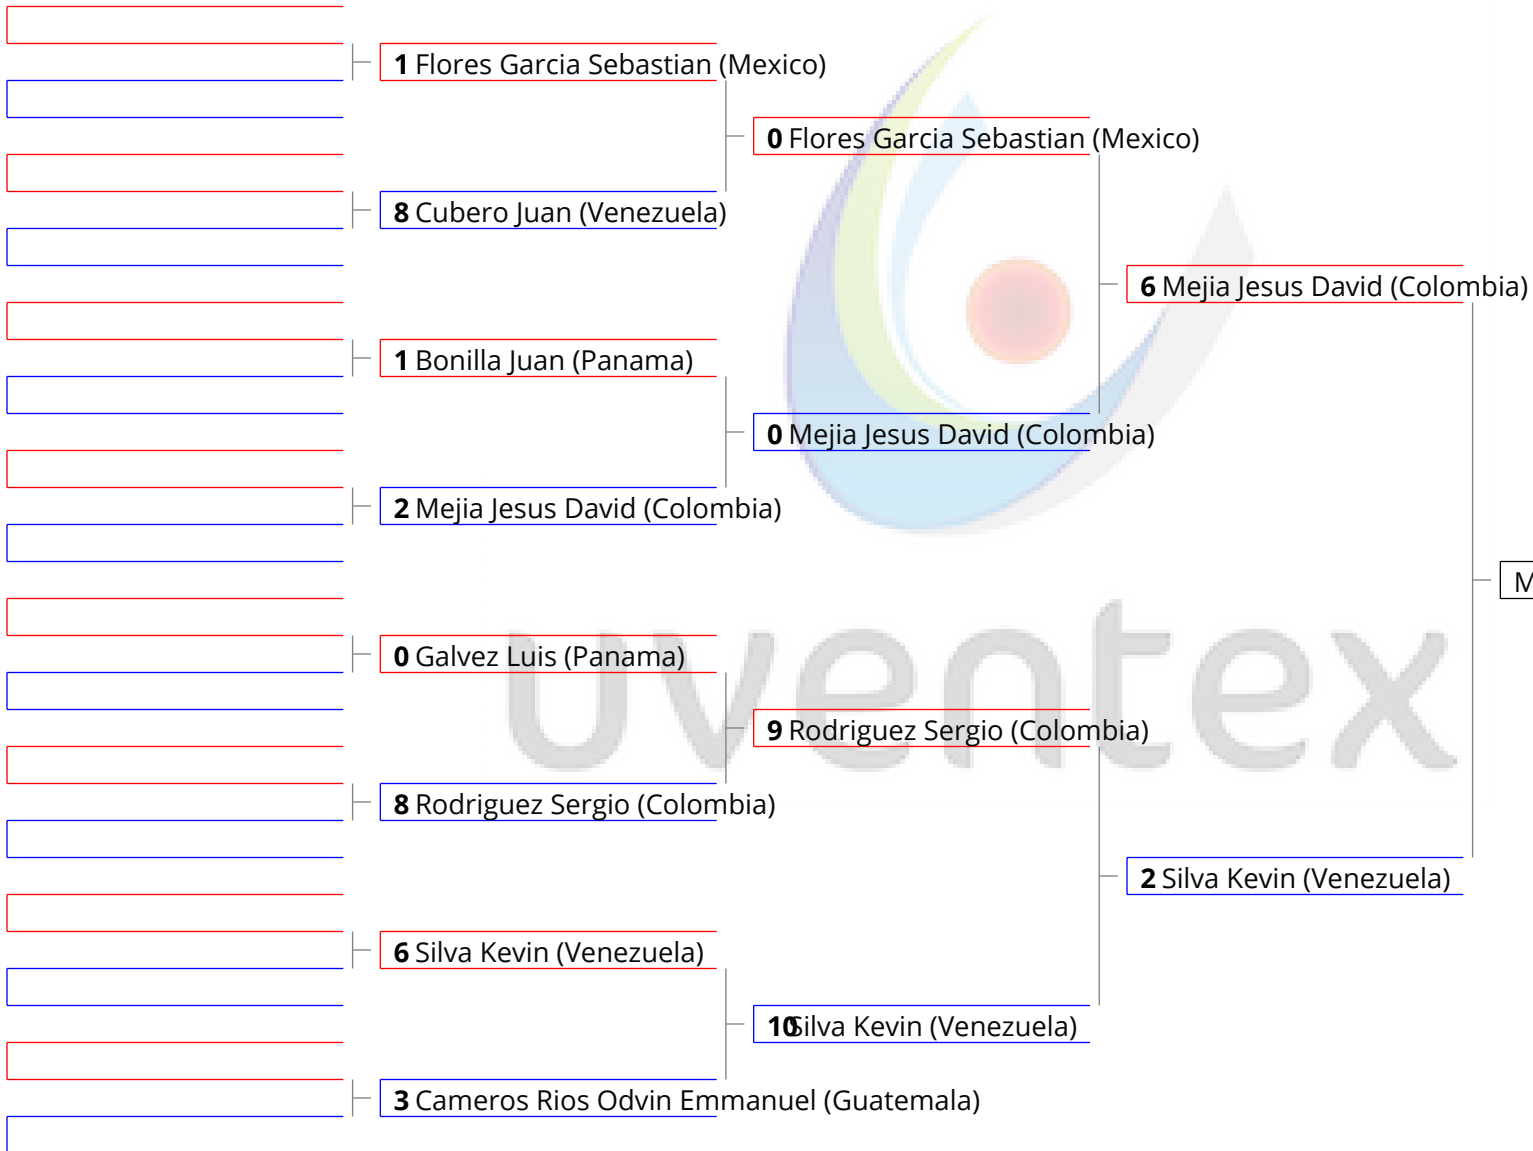 1 Flores Garcia Sebastian (Mexico)
0 Flores Garcia Sebastian (Mexico)
8 Cubero Juan (Venezuela)
6 Mejia Jesus David (Colombia)
1 Bonilla Juan (Panama)
0 Mejia Jesus David (Colombia)
2 Mejia Jesus David (Colombia)
M
uventex
0 Galvez Luis (Panama)
9 Rodriguez Sergio (Colombia)
8 Rodriguez Sergio (Colombia)
2 Silva Kevin (Venezuela)
6 Silva Kevin (Venezuela)
10 Silva Kevin (Venezuela)
3 Cameros Rios Odvin Emmanuel (Guatemala)